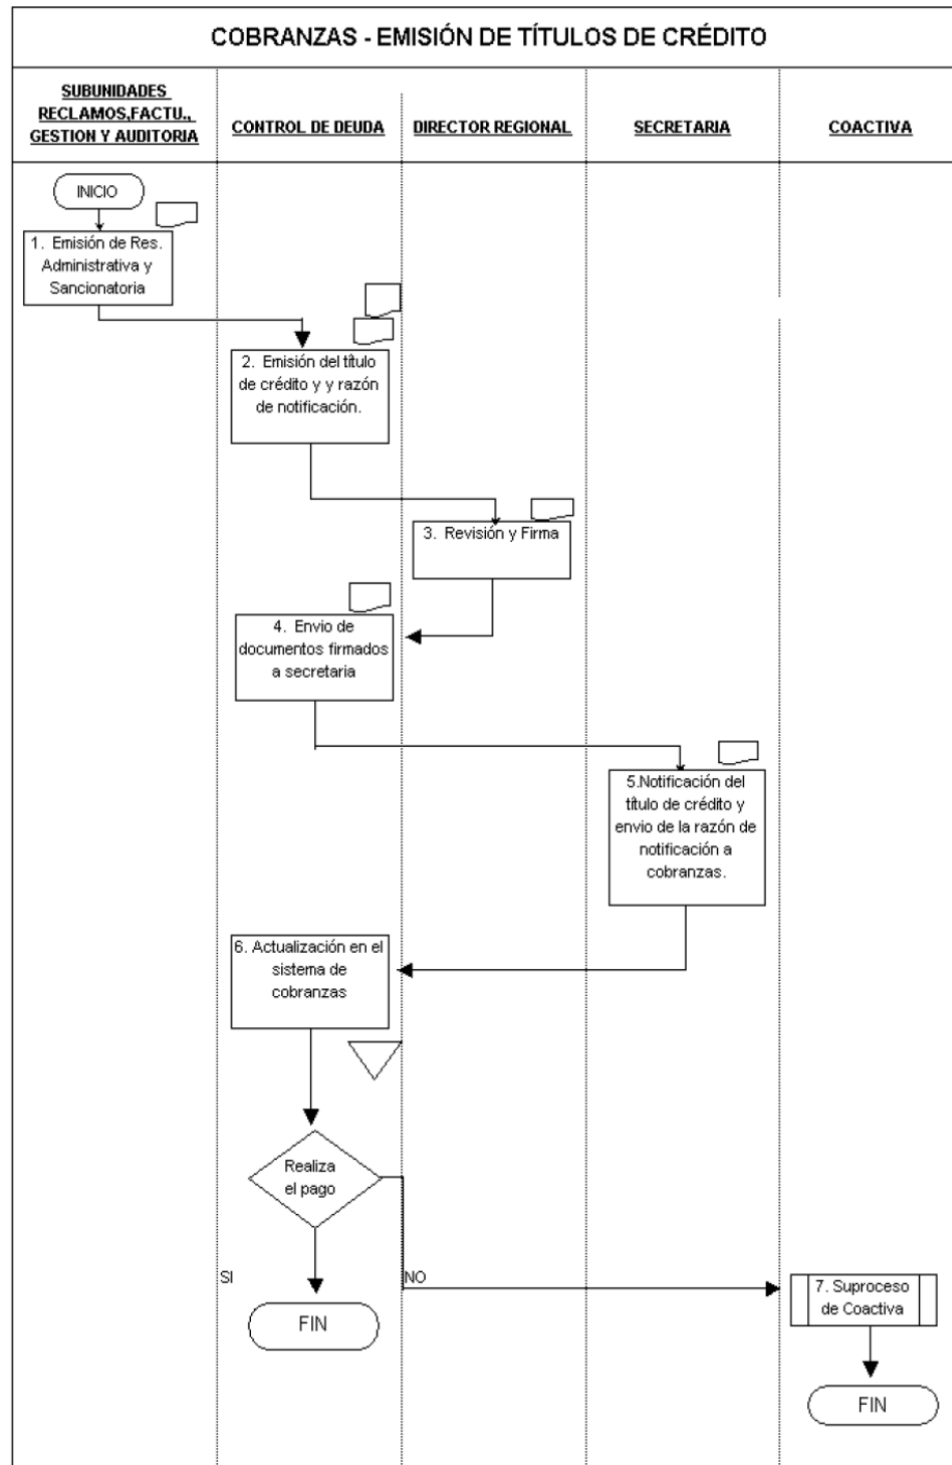 COBRANZAS - EMISIÓN DE TÍTULOS DE CRÉDITO
SUBUNIDADES
RECLAMOS,FACTU.,
GESTION Y AUDITORIA
CONTROL DE DEUDA
DIRECTOR REGIONAL
SECRETARIA
COACTIVA
INICIO
1. Emisión de Res.
Administrativa y
Sancionatoria
2. Emisión del título
de crédito y y razón
de notificación.
3. Revisión y Firma
4. Envio de
documentos firmados
a secretaria
5.Notificación del
título de crédito y
envio de la razón de
notificación a
cobranzas.
6. Actualización en el
sistema de
cobranzas
Realiza
el pago
SI
NO
7. Suproceso
de Coactiva
FIN
FIN